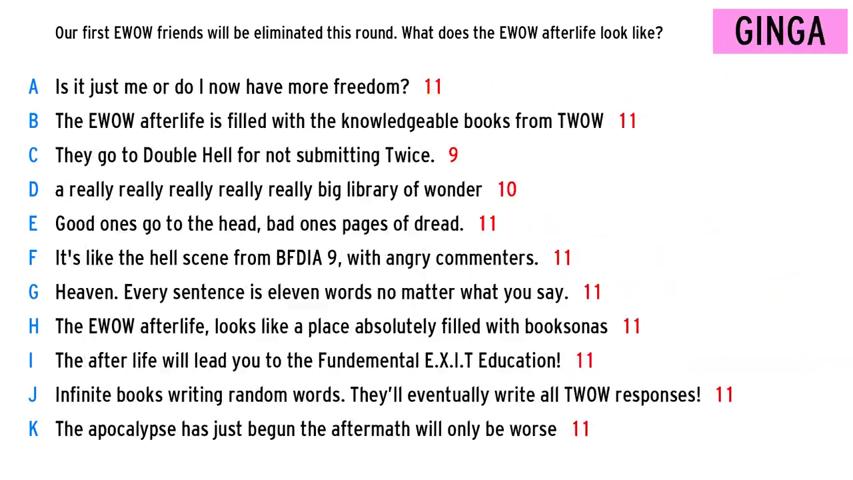 Our first EWOW friends will be eliminated this round. What does the EWOW afterlife look like?
GINGA
A Is it just me or do I now have more freedom? 11
B The EWOW afterlife is filled with the knowledgeable books from TWOW 11
C They go to Double Hell for not submitting Twice. 9
D a really really really really really big library of wonder 10
E Good ones go to the head, bad ones pages of dread. 11
F It's like the hell scene from BFDIA 9, with angry commenters. 11
G Heaven. Every sentence is eleven words no matter what you say. 11
H The EWOW afterlife, looks like a place absolutely filled with booksonas 11
I The after life will lead you to the Fundemental E.X.I.T Education! 11
J Infinite books writing random words. They'll eventually write all TWOW responses! 11
K The apocalypse has just begun the aftermath will only be worse 11